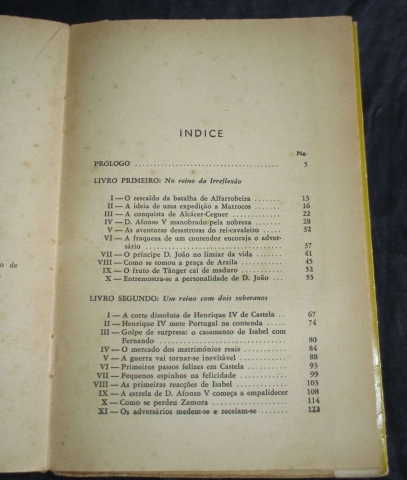 o de
ÍNDICE
Pág.
PRÓLOGO 5
LIVRO PRIMEIRO: No reino da Irreflexão
I — O rescaldo da batalha de Alfarrobeira 13
II — A ideia de uma expedição a Marrocos 16
III — A conquista de Alcácer-Ceguer 22
IV — D. Afonso V manobrado pela nobreza 28
V — As aventuras desastrosas do rei-cavaleiro 32
VI — A fraqueza de um contendor encoraja o adver-
sário 37
VII — O príncipe D. João no limiar da vida 41
VIII — Como se tomou a praça de Arzila 45
IX — O fruto de Tânger cai de maduro 52
X — Entremostra-se a personalidade de D. João 55
LIVRO SEGUNDO: Um reino com dois soberanos
I — A corte dissoluta de Henrique IV de Castela 67
II — Henrique IV mete Portugal na contenda 74
III — Golpe de surpresa: o casamento de Isabel com
Fernando 80
IV — O mercado dos matrimónios reais 84
V — A guerra vai tornar-se inevitável 88
VI — Primeiros passos felizes em Castela 93
VII — Pequenos espinhos na felicidade 99
VIII — As primeiras reacções de Isabel 103
IX — A estrela de D. Afonso V começa a empalidecer 108
X — Como se perdeu Zamora 114
XI — Os adversários medem-se e receiam-se 122